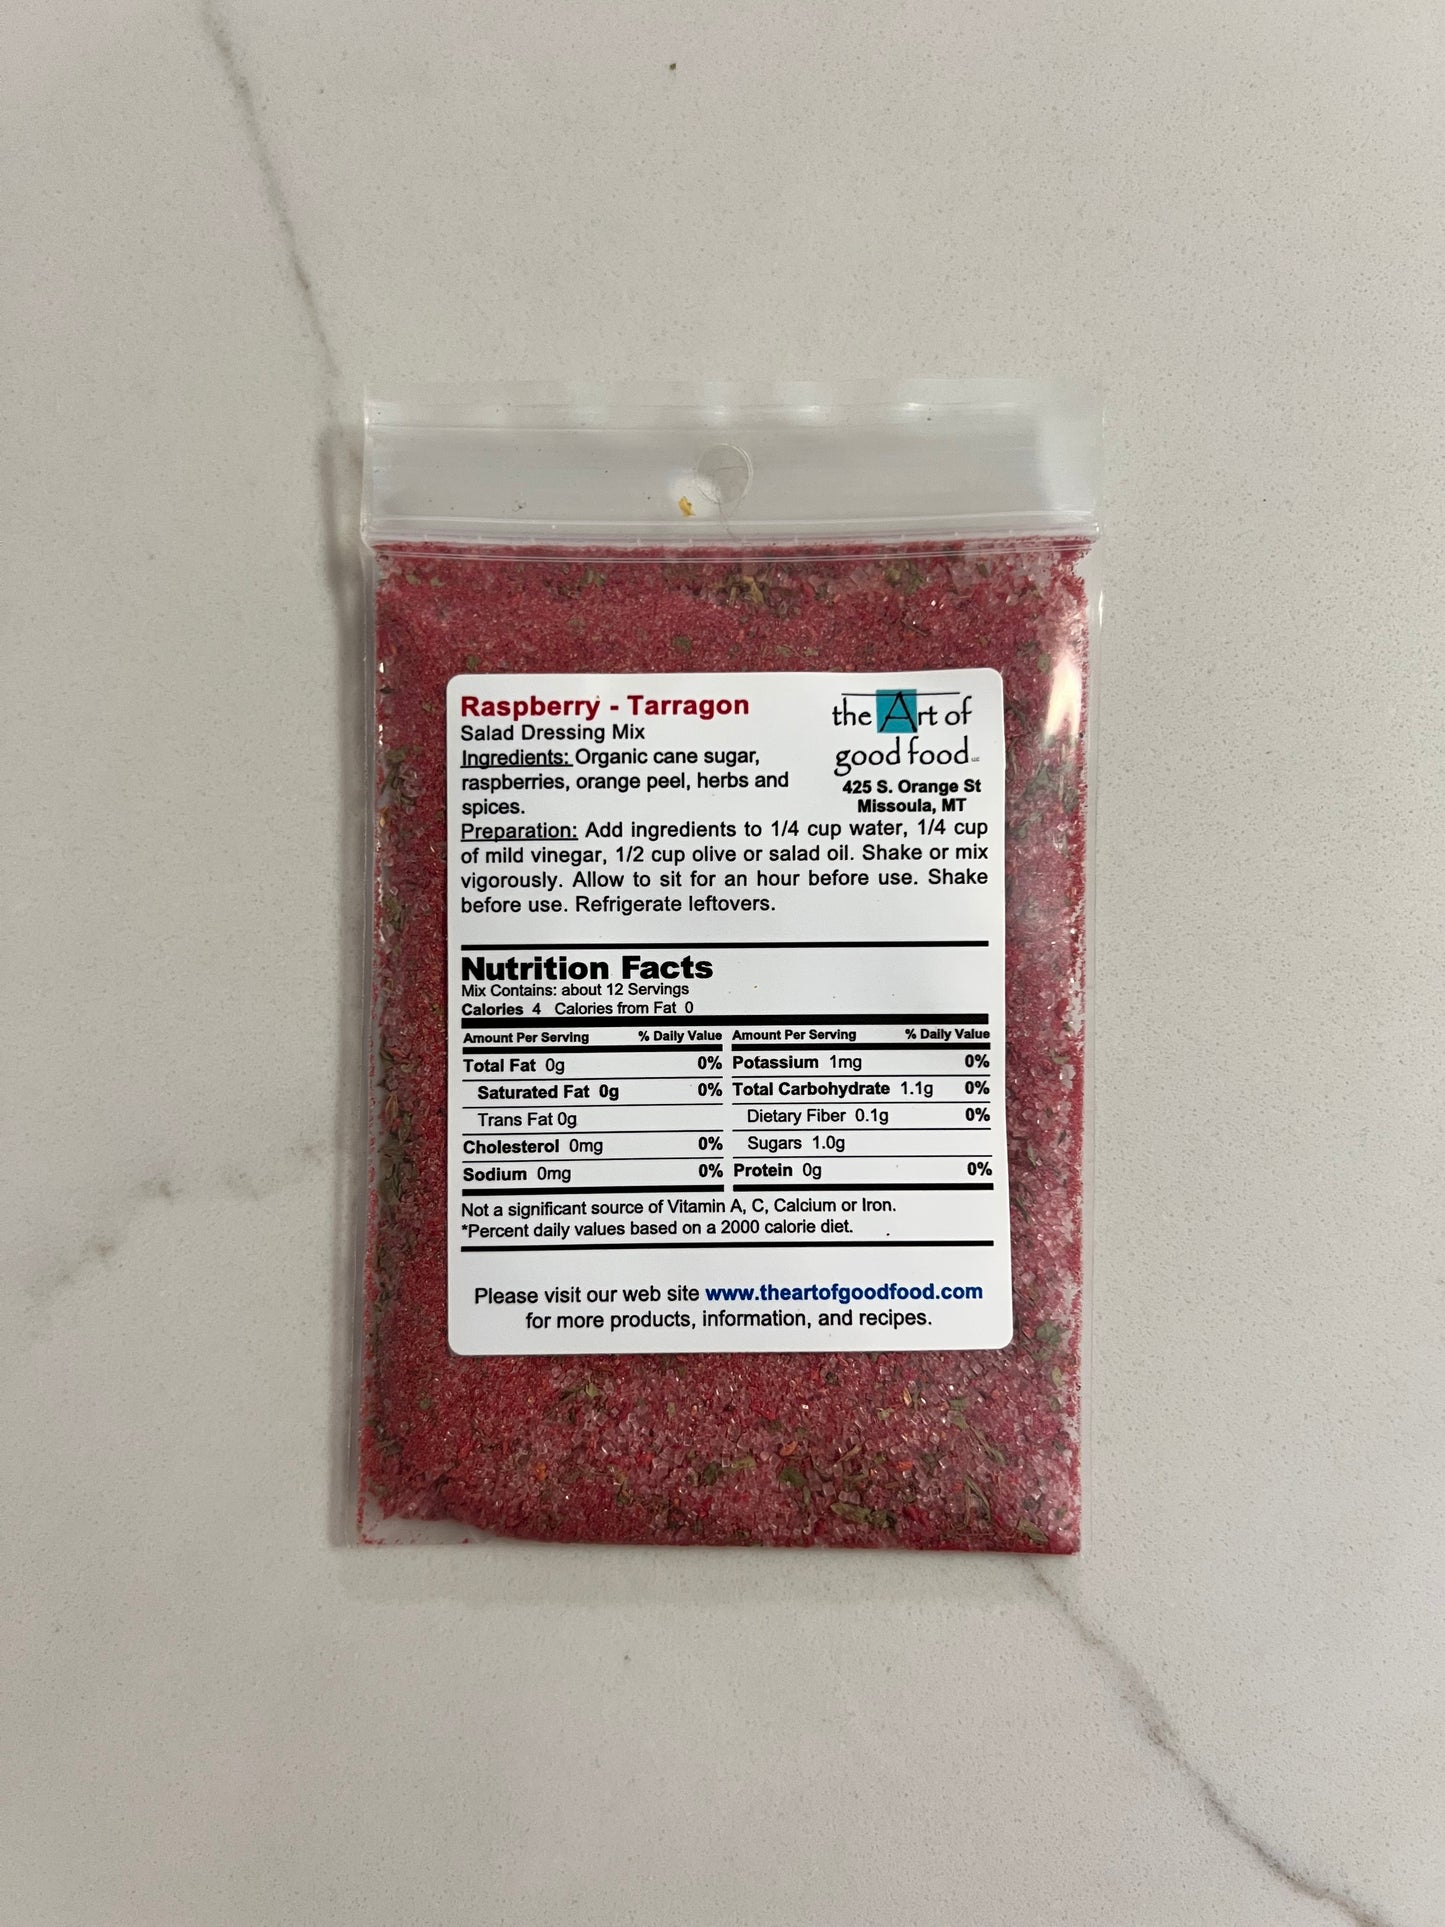 Raspberry - Tarragon
Salad Dressing Mix
Ingredients: Organic cane sugar,
raspberries, orange peel, herbs and
spices.
the Art of
good food
425 S. Orange St
Missoula, MT
Preparation: Add ingredients to 1/4 cup water, 1/4 cup
of mild vinegar, 1/2 cup olive or salad oil. Shake or mix
vigorously. Allow to sit for an hour before use. Shake
before use. Refrigerate leftovers.
Nutrition Facts
Mix Contains: about 12 Servings
Calories 4 Calories from Fat 0
Amount Per Serving % Daily Value Amount Per Serving % Daily Value
Total Fat 0g 0% Potassium 1mg 0%
Saturated Fat 0g 0% Total Carbohydrate 1.1g 0%
Trans Fat 0g Dietary Fiber 0.1g 0%
Cholesterol 0mg 0% Sugars 1.0g
Sodium 0mg 0% Protein 0g 0%
Not a significant source of Vitamin A, C, Calcium or Iron.
*Percent daily values based on a 2000 calorie diet.
Please visit our web site www.theartofgoodfood.com
for more products, information, and recipes.